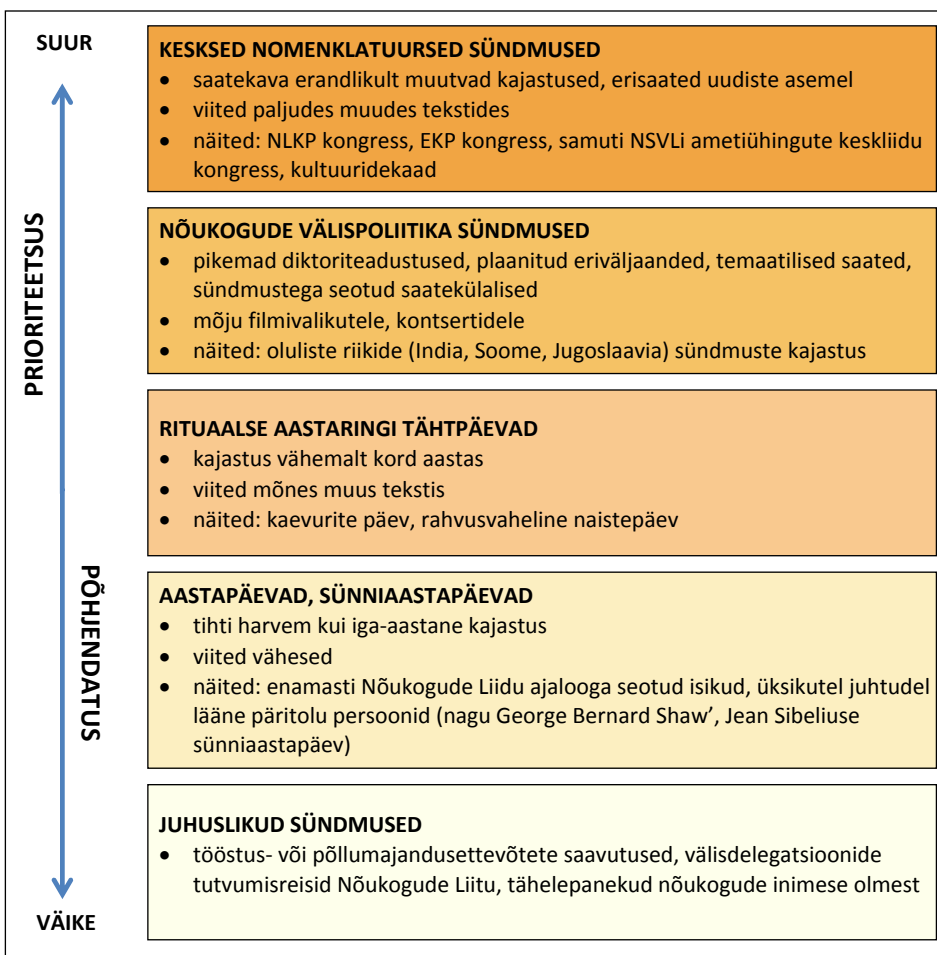 SUUR
PRIORITEETSUS
PÕHJENDATUS
VÄIKE
KESKSED NOMENKLATUURSED SÜNDMUSED
• saatekava erandlikult muutvad kajastused, erisaated uudiste asemel
• viited paljudes muudes tekstides
• näited: NLKP kongress, EKP kongress, samuti NSVLi ametiühingute keskliidu
kongress, kultuuridekaad
NÕUKOGUDE VÄLISPOLIITIKA SÜNDMUSED
• pikemad diktoriteadustused, plaanitud eriväljaanded, temaatilised saated,
sündmustega seotud saatekülalised
• mõju filmivalikutele, kontsertidele
• näited: oluliste riikide (India, Soome, Jugoslaavia) sündmuste kajastus
RITUAALSE AASTARINGI TÄHTPÄEVAD
• kajastus vähemalt kord aastas
• viited mõnes muus tekstis
• näited: kaevurite päev, rahvusvaheline naistepäev
AASTAPÄEVAD, SÜNNIAASTAPÄEVAD
• tihti harvem kui iga-aastane kajastus
• viited vähesed
• näited: enamasti Nõukogude Liidu ajalooga seotud isikud, üksikutel juhtudel
lääne päritolu persoonid (nagu George Bernard Shaw’, Jean Sibeliuse
sünniaastapäev)
JUHUSLIKUD SÜNDMUSED
• tööstus- või põllumajandusettevõtete saavutused, välisdelegatsioonide
tutvumisreisid Nõukogude Liitu, tähelepanekud nõukogude inimese olmest